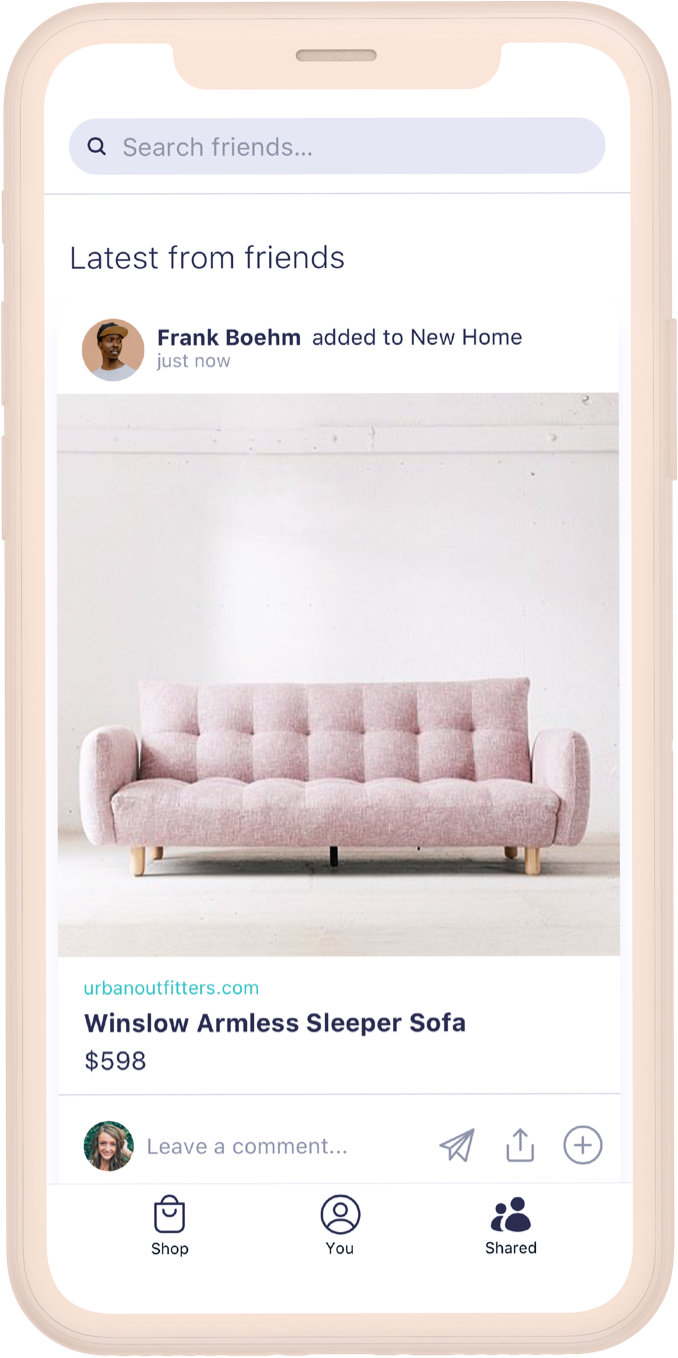 Search friends...
Latest from friends
Frank Boehm added to New Home
just now
urbanoutfitters.com
Winslow Armless Sleeper Sofa
$598
Leave a comment...
Shop
You
Shared